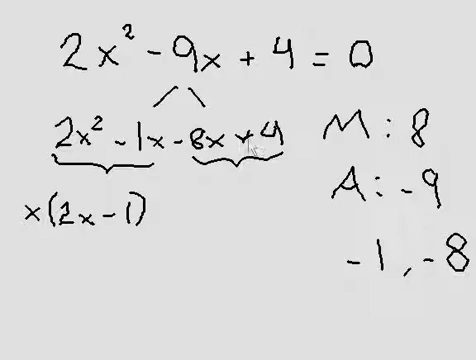 2x² - 9x + 4 = 0
2x² - 1x - 8x + 4
x(2x - 1)
M : 8
A : -9
-1, -8